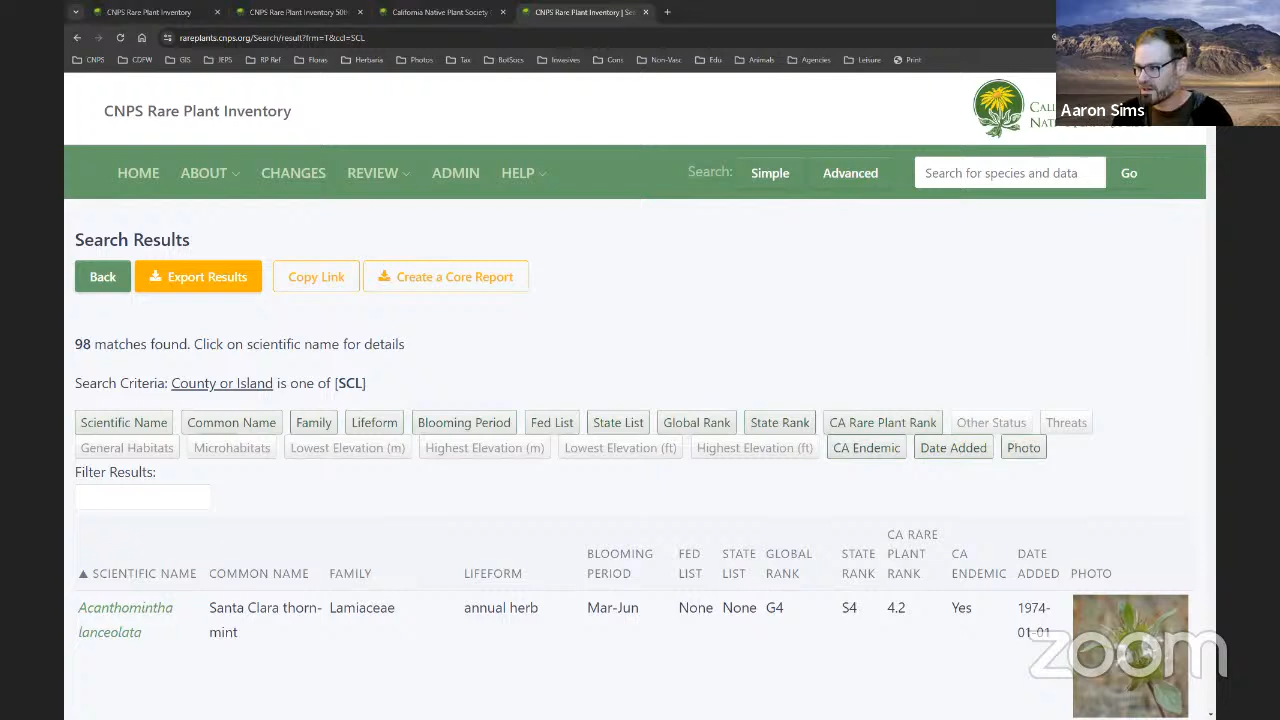 CNPS Rare Plant Inventory
CNPS Rare Plant Inventory 50th
California Native Plant Society
CNPS Rare Plant Inventory | Se
rareplants.cnps.org/Search/result?frm=T&ccl=SCL
CNPS CDFW GIS JEPS RP Ref Floras Herbaria Photos Tax BotSocs Invasives Cons Non-Vasc Edu Animals Agencies Leisure Print
Aaron Sims
CNPS Rare Plant Inventory
HOME ABOUT CHANGES REVIEW ADMIN HELP Search: Simple Advanced Search for species and data Go
Search Results
Back Export Results Copy Link Create a Core Report
98 matches found. Click on scientific name for details
Search Criteria: County or Island is one of [SCL]
Scientific Name Common Name Family Lifeform Blooming Period Fed List State List Global Rank State Rank CA Rare Plant Rank Other Status Threats
General Habitats Microhabitats Lowest Elevation (m) Highest Elevation (m) Lowest Elevation (ft) Highest Elevation (ft) CA Endemic Date Added Photo
Filter Results:
▲ SCIENTIFIC NAME COMMON NAME FAMILY LIFEFORM BLOOMING PERIOD FED LIST STATE LIST GLOBAL RANK STATE RANK CA RARE PLANT RANK CA ENDEMIC DATE ADDED PHOTO
Acanthomintha Santa Clara thorn- Lamiaceae annual herb Mar-Jun None None G4 S4 4.2 Yes 1974-
lanceolata mint 01-01
zoom